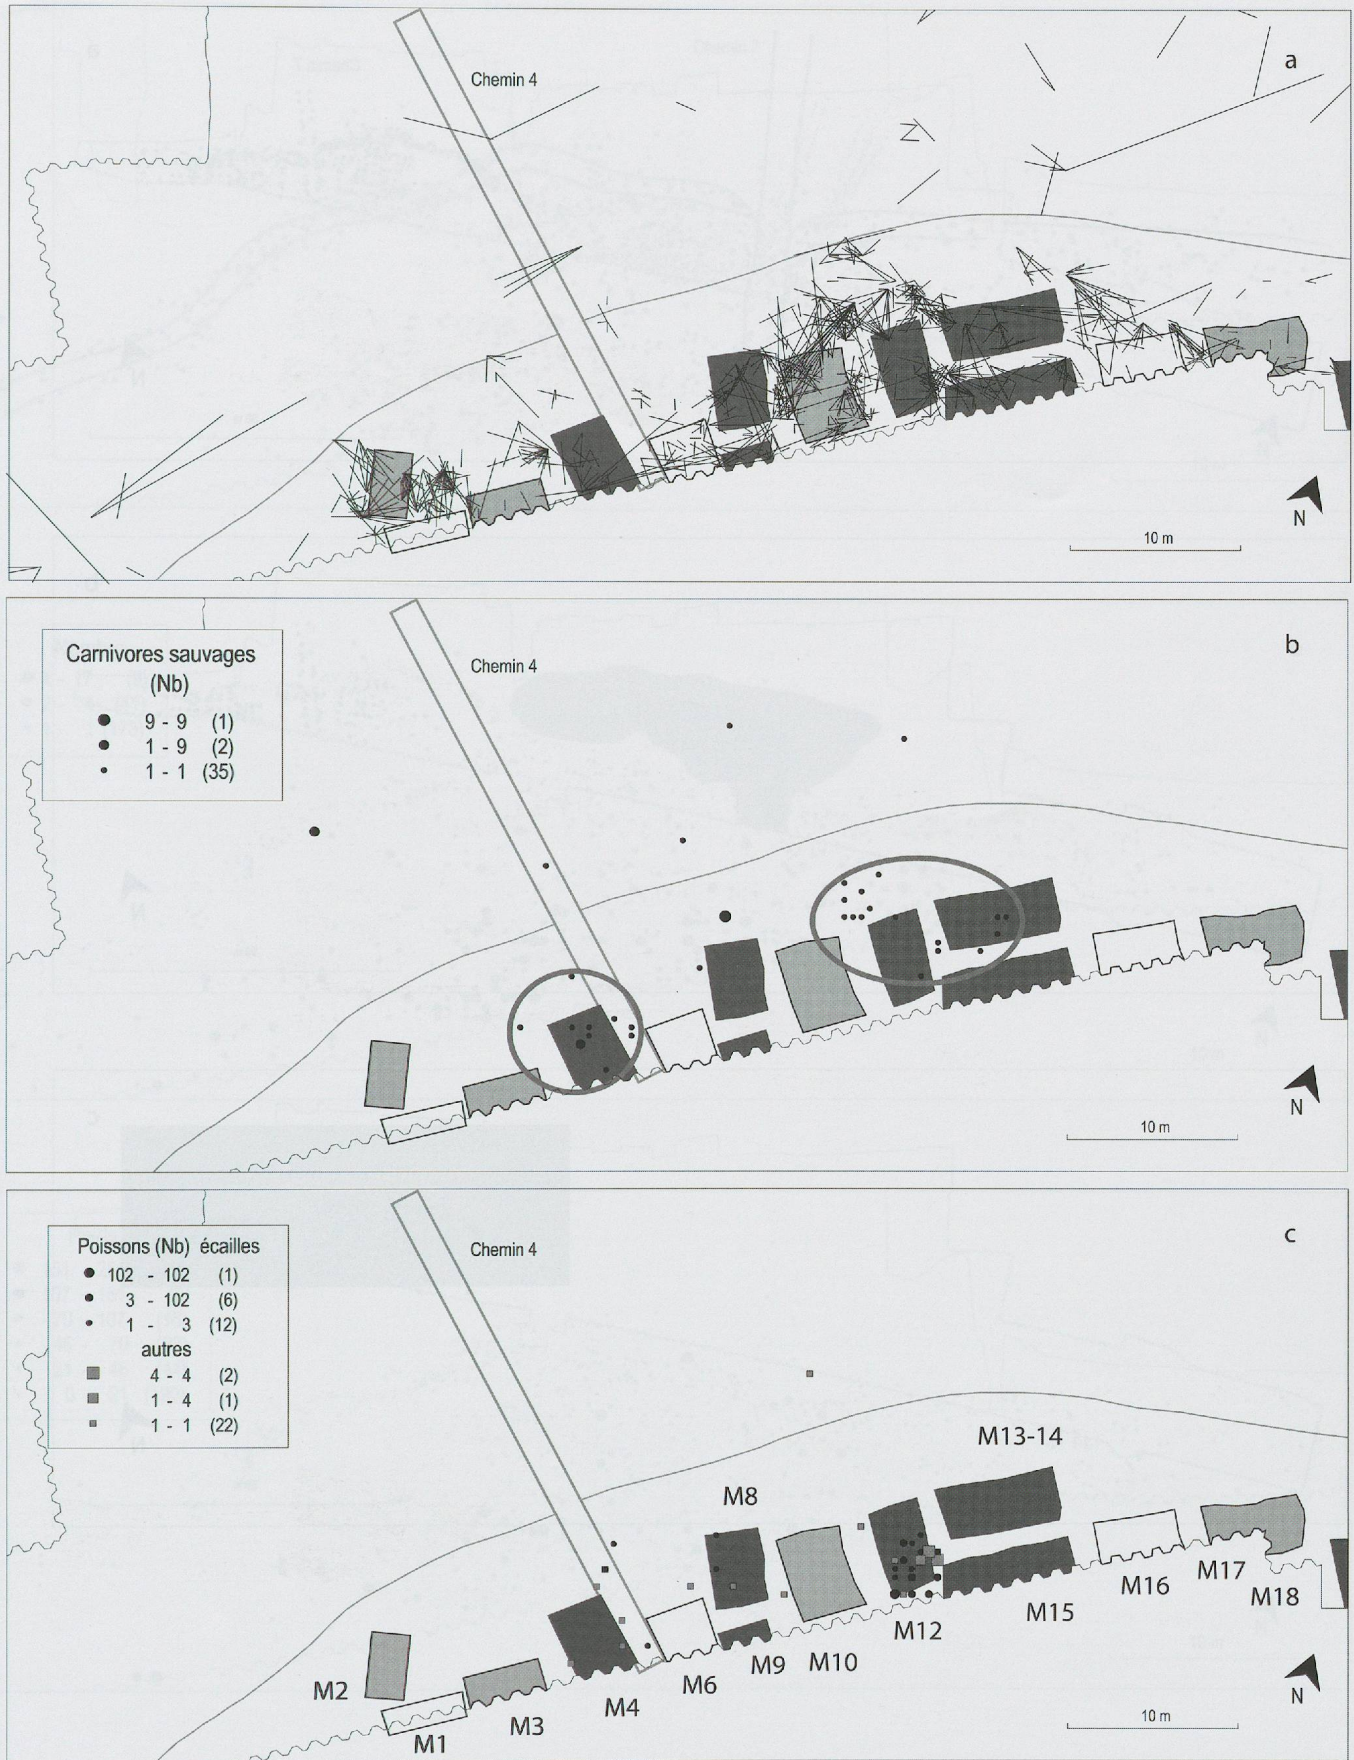 a
Chemin 4
N
10 m
b
Carnivores sauvages
(Nb)
9 - 9 (1)
1 - 9 (2)
1 - 1 (35)
Chemin 4
N
10 m
c
Poissons (Nb) écailles
102 - 102 (1)
3 - 102 (6)
1 - 3 (12)
autres
4 - 4 (2)
1 - 4 (1)
1 - 1 (22)
Chemin 4
M13-14
M8
M16
M17
M18
M15
M12
M9
M10
M6
M2
M4
M3
M1
N
10 m